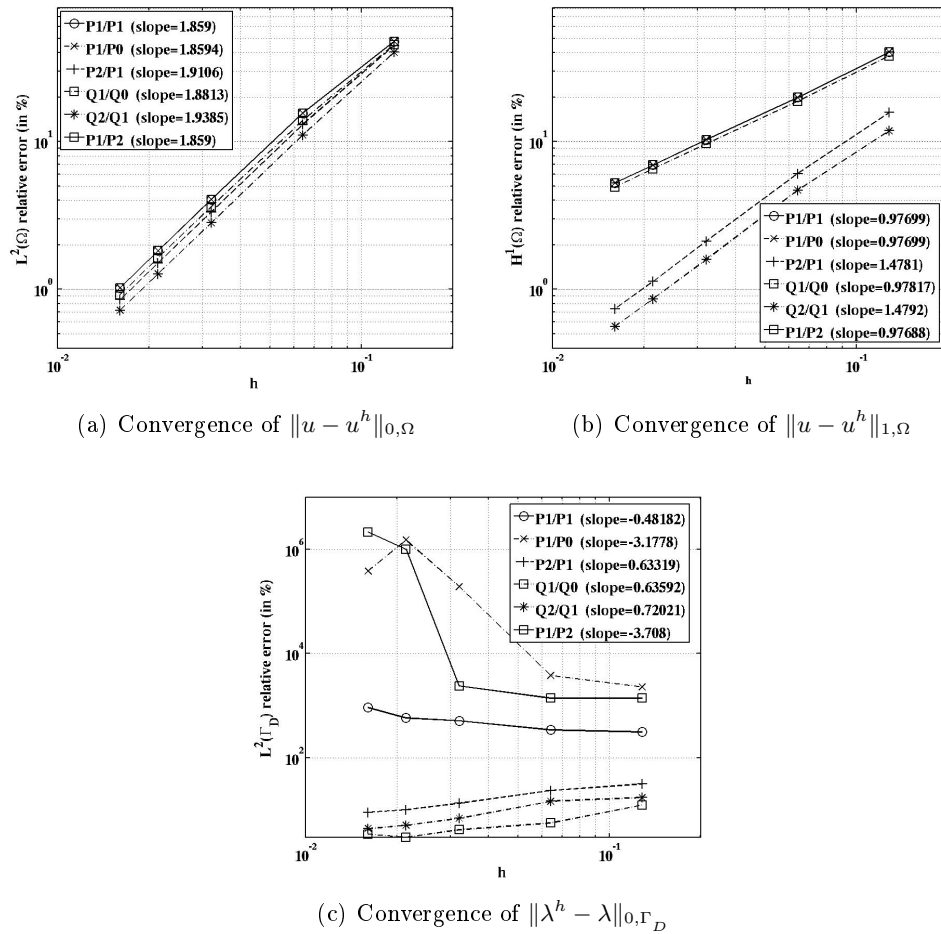 L²(Ω) relative error (in %)
10¹
10⁰
P1/P1 (slope=1.859)
P1/P0 (slope=1.8594)
P2/P1 (slope=1.9106)
Q1/Q0 (slope=1.8813)
Q2/Q1 (slope=1.9385)
P1/P2 (slope=1.859)
10⁻² 10⁻¹
h
(a) Convergence of ‖u − uʰ‖₀,Ω
H¹(Ω) relative error (in %)
10¹
10⁰
P1/P1 (slope=0.97699)
P1/P0 (slope=0.97699)
P2/P1 (slope=1.4781)
Q1/Q0 (slope=0.97817)
Q2/Q1 (slope=1.4792)
P1/P2 (slope=0.97688)
10⁻² 10⁻¹
h
(b) Convergence of ‖u − uʰ‖₁,Ω
L²(Γ_D) relative error (in %)
10⁶
10⁴
10²
P1/P1 (slope=-0.48182)
P1/P0 (slope=-3.1778)
P2/P1 (slope=0.63319)
Q1/Q0 (slope=0.63592)
Q2/Q1 (slope=0.72021)
P1/P2 (slope=-3.708)
10⁻² 10⁻¹
h
(c) Convergence of ‖λʰ − λ‖₀,Γ_D